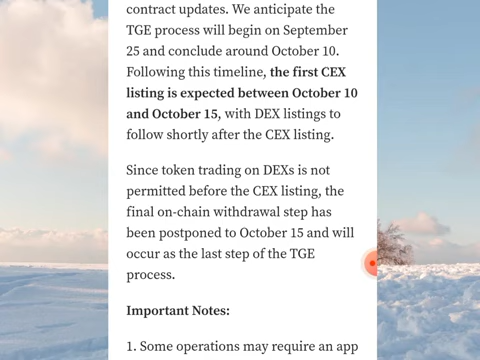 contract updates. We anticipate the
TGE process will begin on September
25 and conclude around October 10.
Following this timeline, the first CEX
listing is expected between October 10
and October 15, with DEX listings to
follow shortly after the CEX listing.
Since token trading on DEXs is not
permitted before the CEX listing, the
final on-chain withdrawal step has
been postponed to October 15 and will
occur as the last step of the TGE
process.
Important Notes:
1. Some operations may require an app